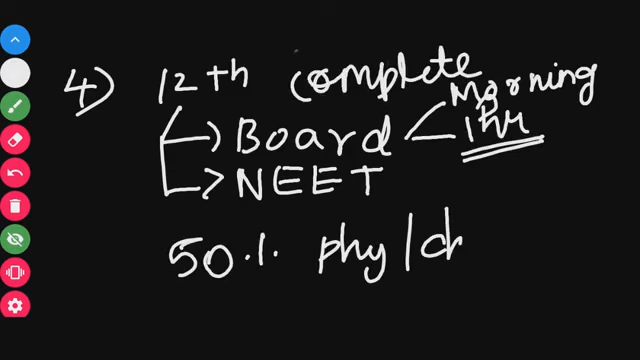 4) 12th complete
Morning
Board 1hr
NEET
50% phy/ch